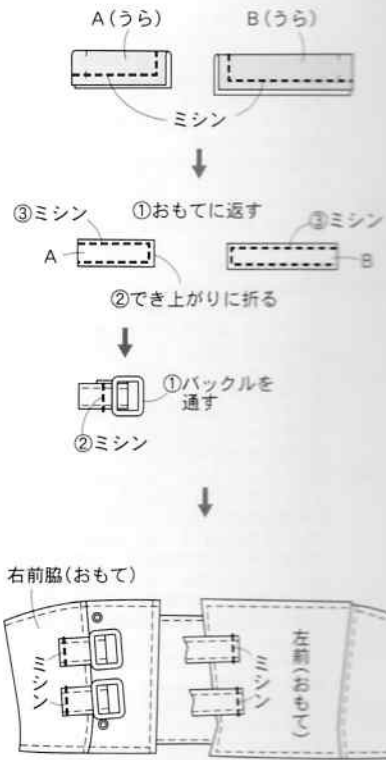 A(うら)
B(うら)
ミシン
③ミシン
①おもてに返す
③ミシン
A
B
②でき上がりに折る
①バックルを
通す
②ミシン
右前脇(おもて)
ミシン
ミシン
ミシン
左前(おもて)